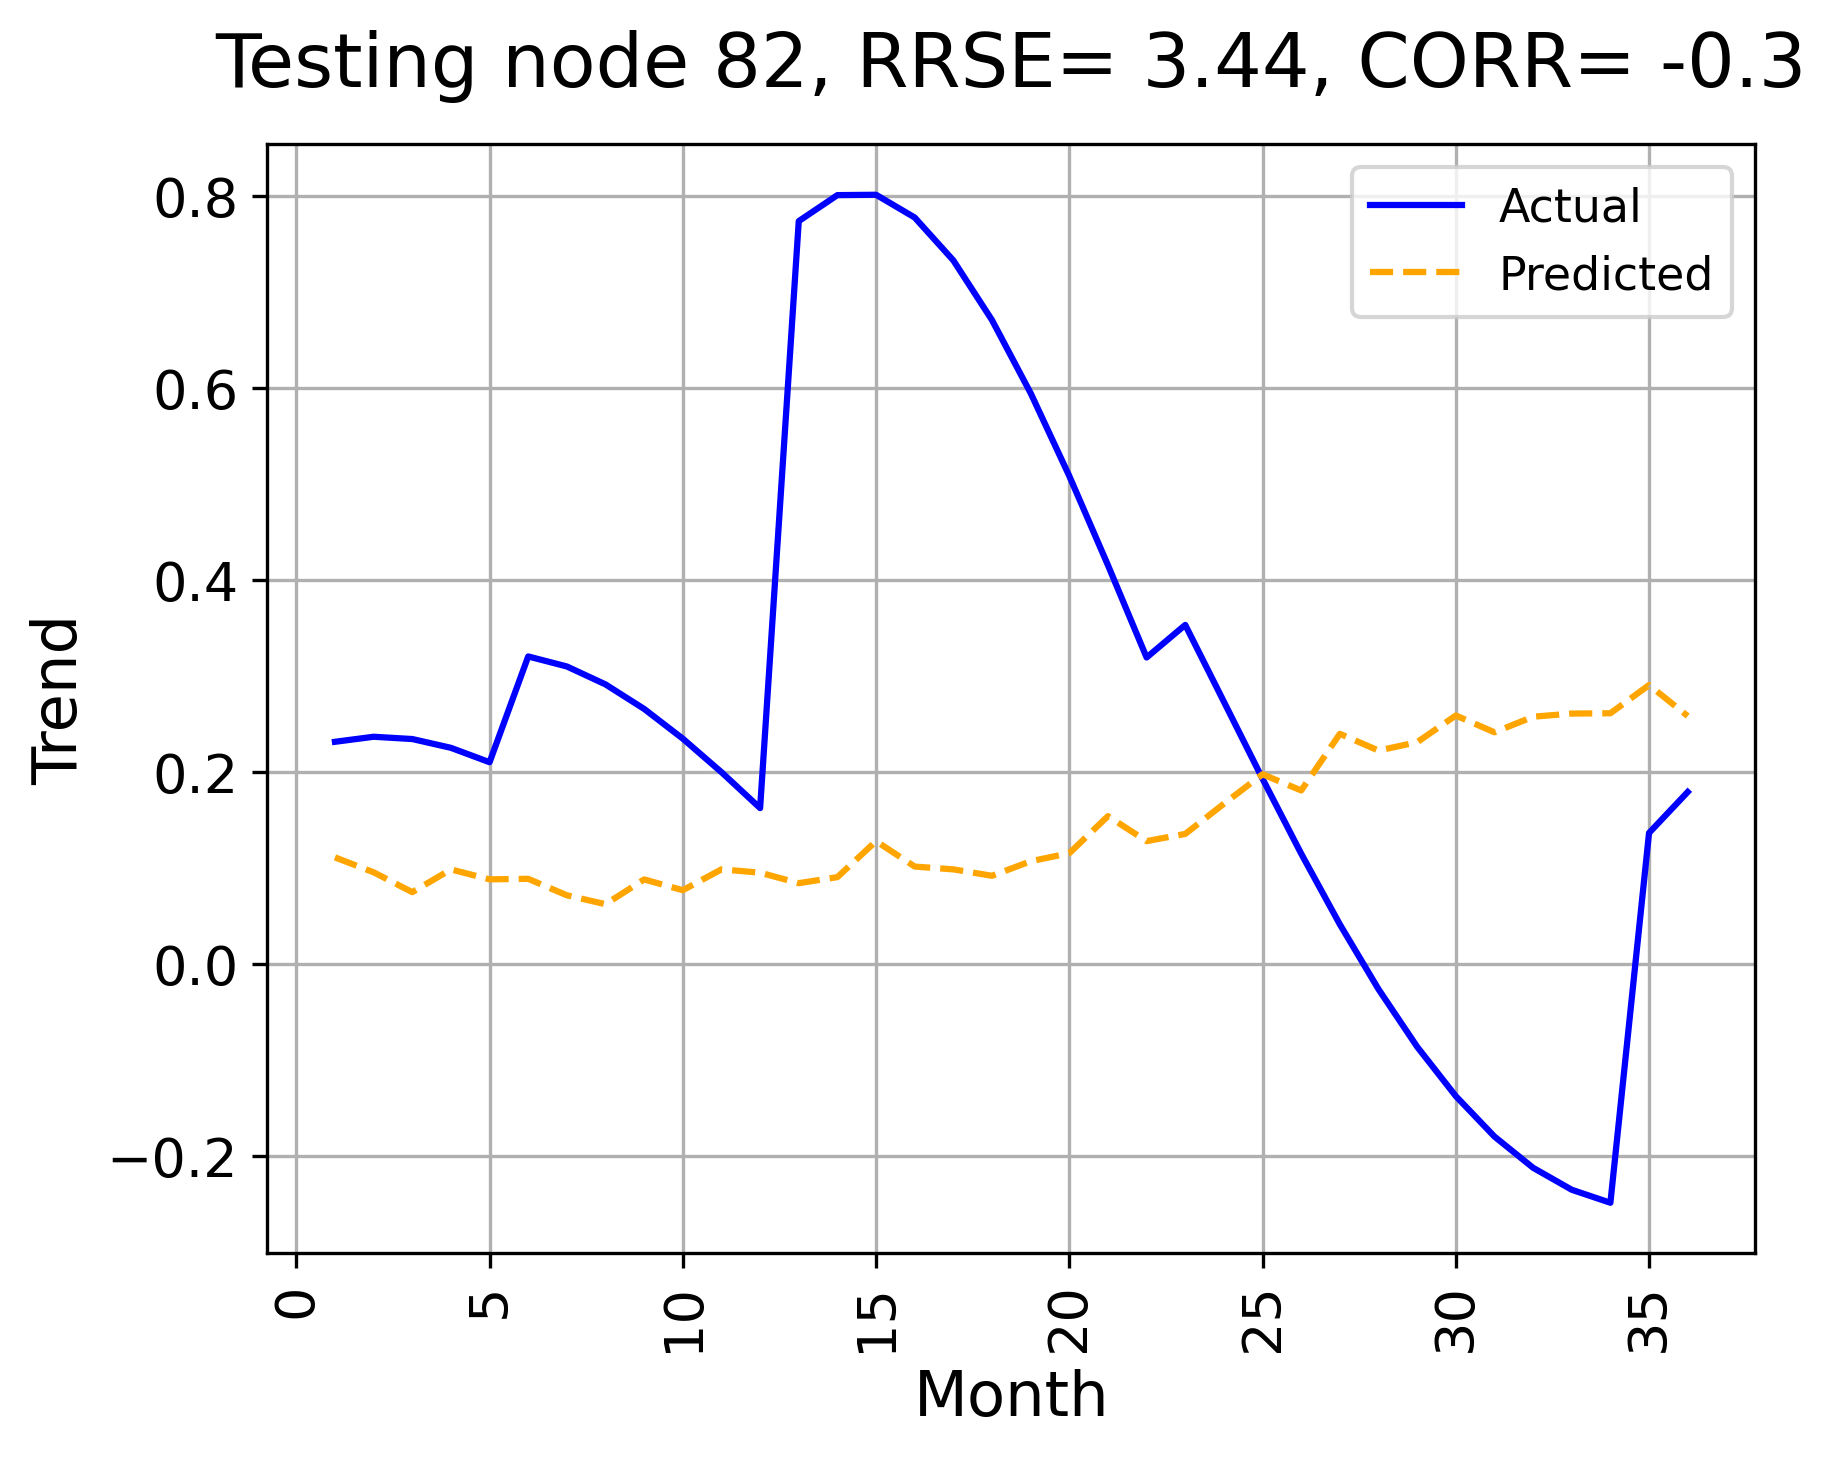 Testing node 82, RRSE= 3.44, CORR= -0.3
Actual
Predicted
0.8
0.6
0.4
0.2
0.0
−0.2
Trend
0 5 10 15 20 25 30 35
Month